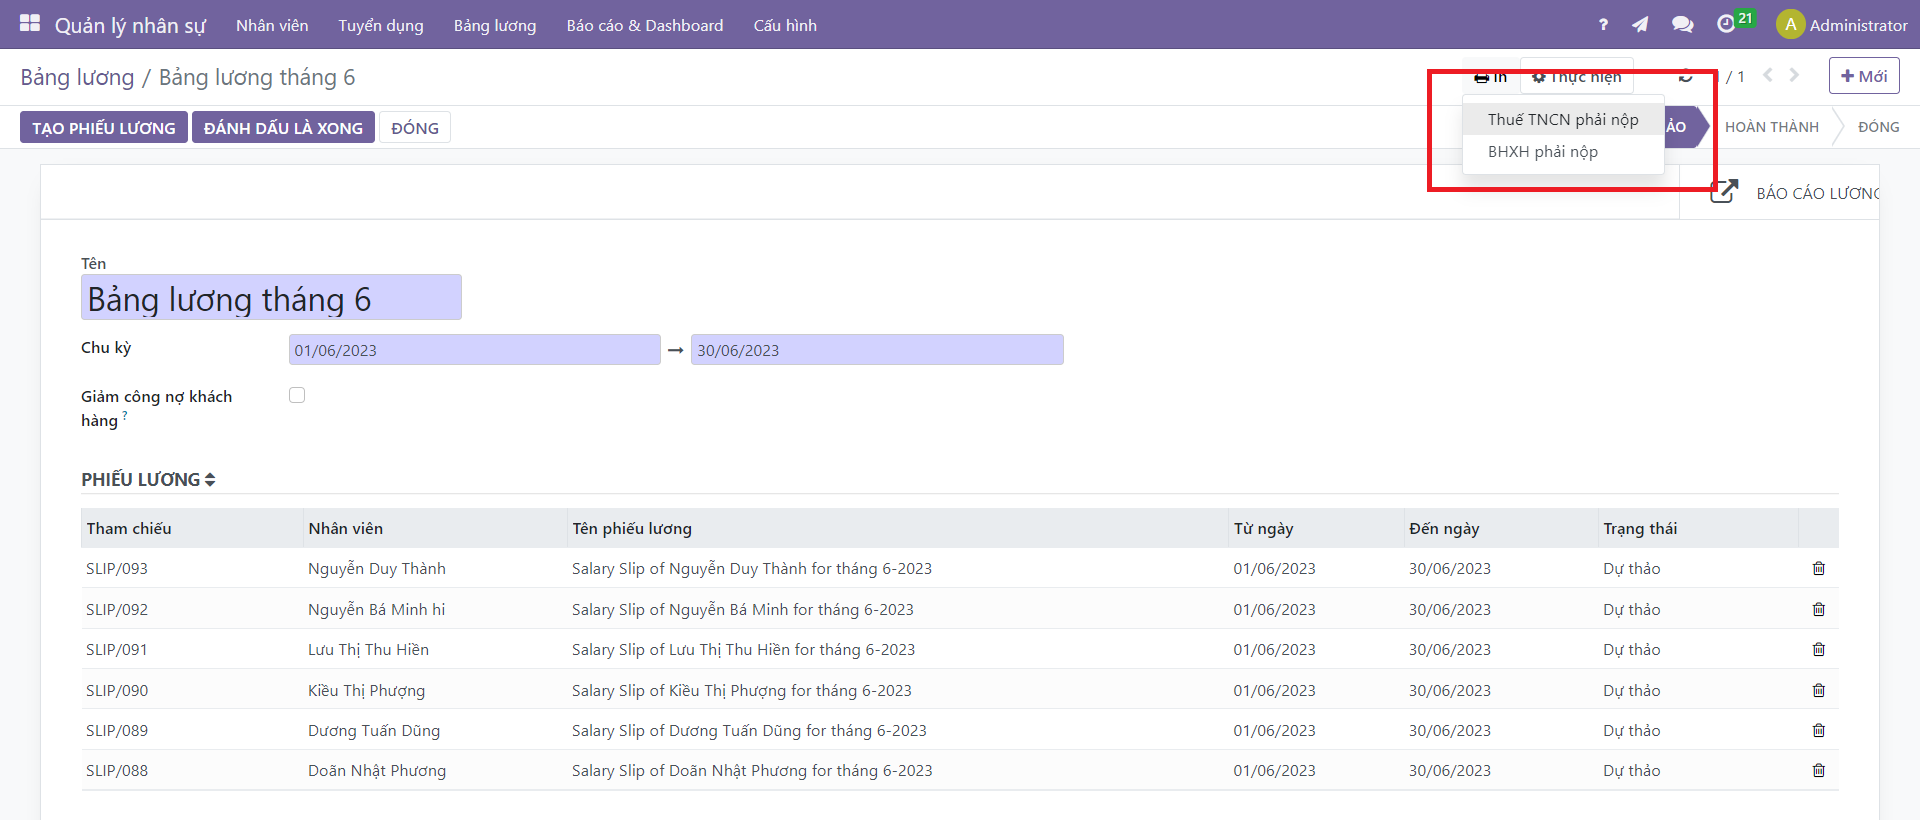 Quản lý nhân sự Nhân viên Tuyển dụng Bảng lương Báo cáo & Dashboard Cấu hình ? 21 A Administrator
Bảng lương / Bảng lương tháng 6 In Thực hiện / 1 Mới
TẠO PHIẾU LƯƠNG ĐÁNH DẤU LÀ XONG ĐÓNG ẢO HOÀN THÀNH ĐÓNG
Thuế TNCN phải nộp
BHXH phải nộp
BÁO CÁO LƯƠNG
Tên
Bảng lương tháng 6
Chu kỳ 01/06/2023 → 30/06/2023
Giảm công nợ khách
hàng ?
PHIẾU LƯƠNG
Tham chiếu Nhân viên Tên phiếu lương Từ ngày Đến ngày Trạng thái
SLIP/093 Nguyễn Duy Thành Salary Slip of Nguyễn Duy Thành for tháng 6-2023 01/06/2023 30/06/2023 Dự thảo
SLIP/092 Nguyễn Bá Minh hi Salary Slip of Nguyễn Bá Minh for tháng 6-2023 01/06/2023 30/06/2023 Dự thảo
SLIP/091 Lưu Thị Thu Hiền Salary Slip of Lưu Thị Thu Hiền for tháng 6-2023 01/06/2023 30/06/2023 Dự thảo
SLIP/090 Kiều Thị Phượng Salary Slip of Kiều Thị Phượng for tháng 6-2023 01/06/2023 30/06/2023 Dự thảo
SLIP/089 Dương Tuấn Dũng Salary Slip of Dương Tuấn Dũng for tháng 6-2023 01/06/2023 30/06/2023 Dự thảo
SLIP/088 Doãn Nhật Phương Salary Slip of Doãn Nhật Phương for tháng 6-2023 01/06/2023 30/06/2023 Dự thảo